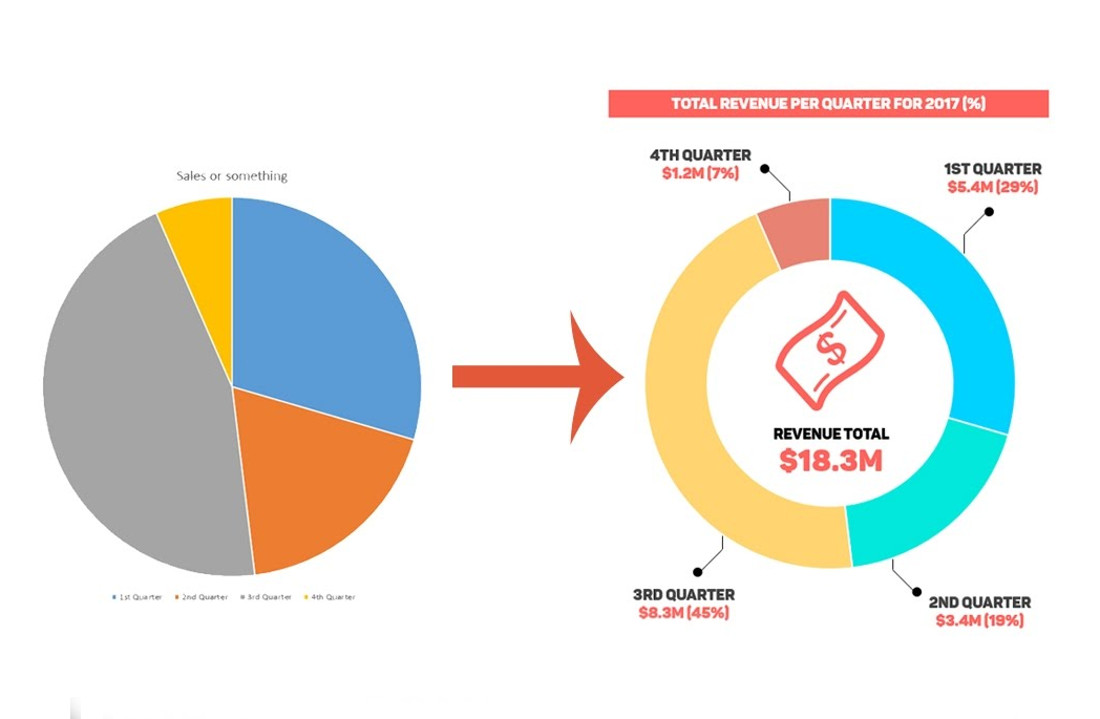 Sales or something
1st Quarter 2nd Quarter 3rd Quarter 4th Quarter
TOTAL REVENUE PER QUARTER FOR 2017 (%)
4TH QUARTER
$1.2M (7%)
1ST QUARTER
$5.4M (29%)
$
REVENUE TOTAL
$18.3M
3RD QUARTER
$8.3M (45%)
2ND QUARTER
$3.4M (19%)